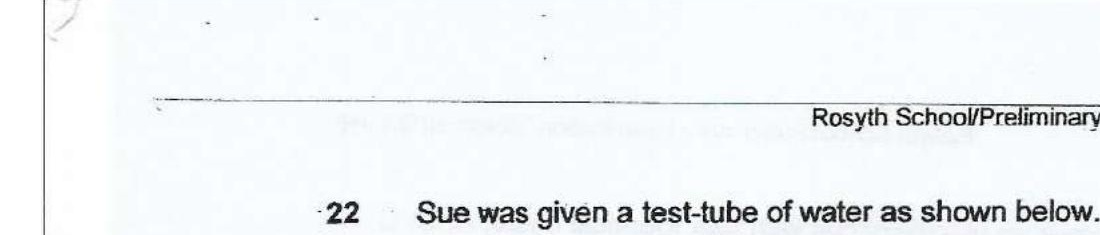 Rosyth School/Preliminary
22 Sue was given a test-tube of water as shown below.